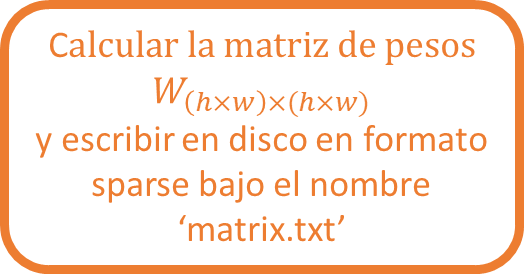 Calcular la matriz de pesos
W(h×w)×(h×w)
y escribir en disco en formato
sparse bajo el nombre
‘matrix.txt’